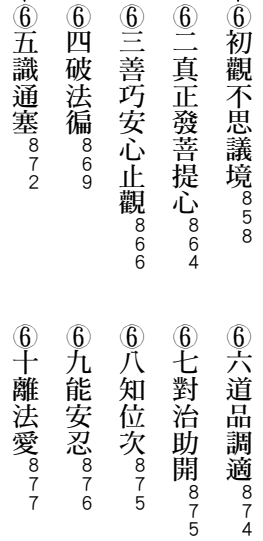 ⑥初觀不思議境858
⑥二真正發菩提心864
⑥三善巧安心止觀866
⑥四破法徧869
⑥五識通塞872
⑥六道品調適874
⑥七對治助開875
⑥八知位次875
⑥九能安忍876
⑥十離法愛877